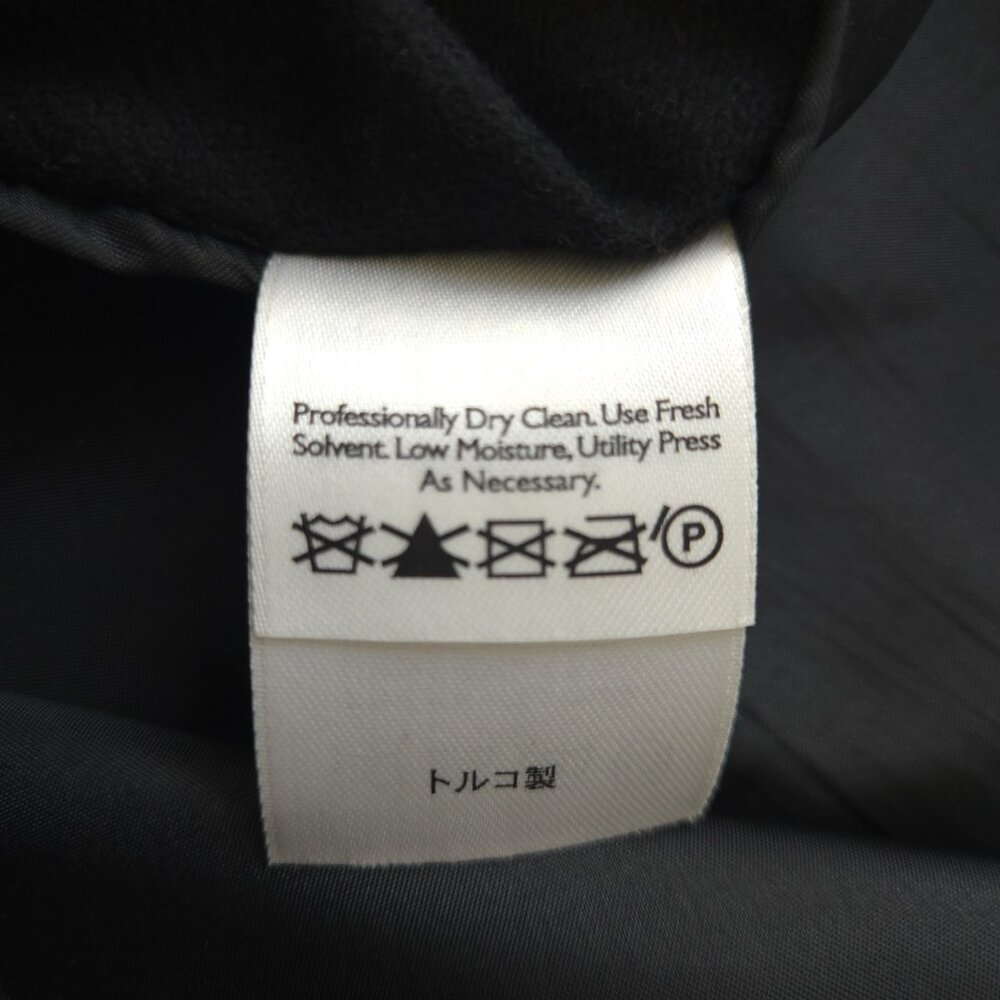 Professionally Dry Clean. Use Fresh
Solvent. Low Moisture, Utility Press
As Necessary.
P
トルコ製